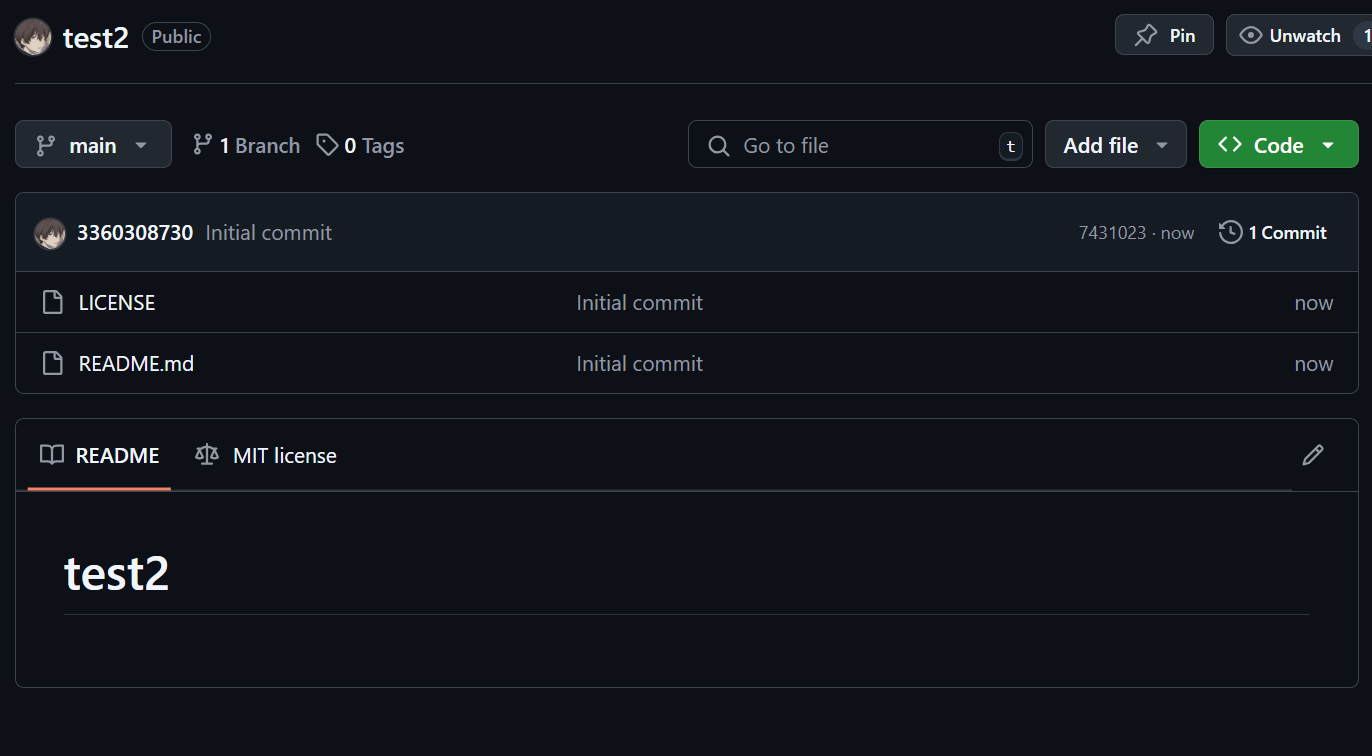 test2 Public Pin Unwatch 1
main 1 Branch 0 Tags Go to file t Add file Code
3360308730 Initial commit 7431023 · now 1 Commit
LICENSE Initial commit now
README.md Initial commit now
README MIT license
test2